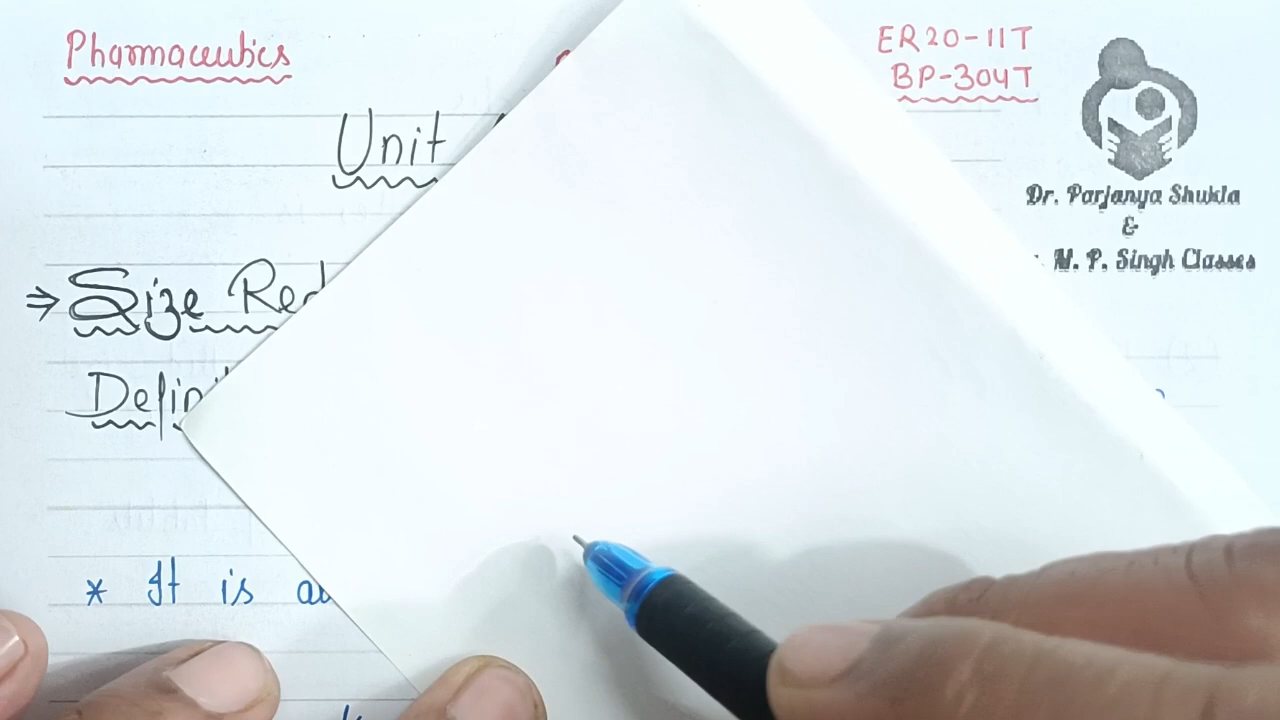 Pharmaceutics
ER20-11T
BP-304T
Unit
Dr. Parjanya Shukla
&
M. P. Singh Classes
⇒ Size Red
Defin
* It is